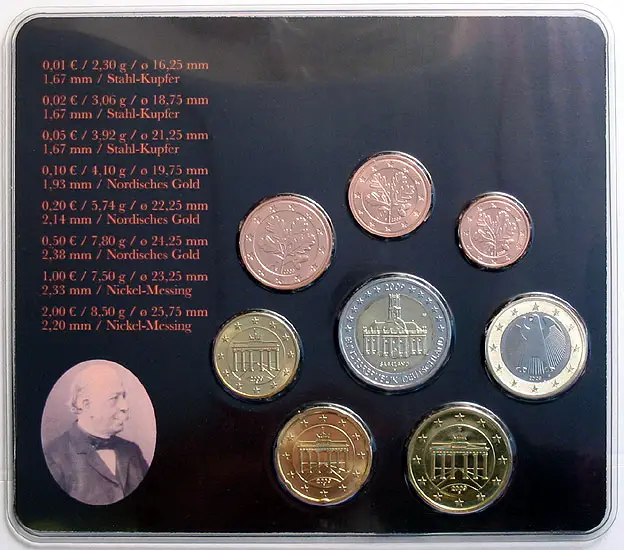 0,01 € / 2,30 g / ø 16,25 mm
1,67 mm / Stahl-Kupfer
0,02 € / 3,06 g / ø 18,75 mm
1,67 mm / Stahl-Kupfer
0,05 € / 3,92 g / ø 21,25 mm
1,67 mm / Stahl-Kupfer
0,10 € / 4,10 g / ø 19,75 mm
1,93 mm / Nordisches Gold
0,20 € / 5,74 g / ø 22,25 mm
2,14 mm / Nordisches Gold
0,50 € / 7,80 g / ø 24,25 mm
2,38 mm / Nordisches Gold
1,00 € / 7,50 g / ø 23,25 mm
2,33 mm / Nickel-Messing
2,00 € / 8,50 g / ø 25,75 mm
2,20 mm / Nickel-Messing
2009
SAARLAND
BUNDESREPUBLIK DEUTSCHLAND
2009
2009
2009